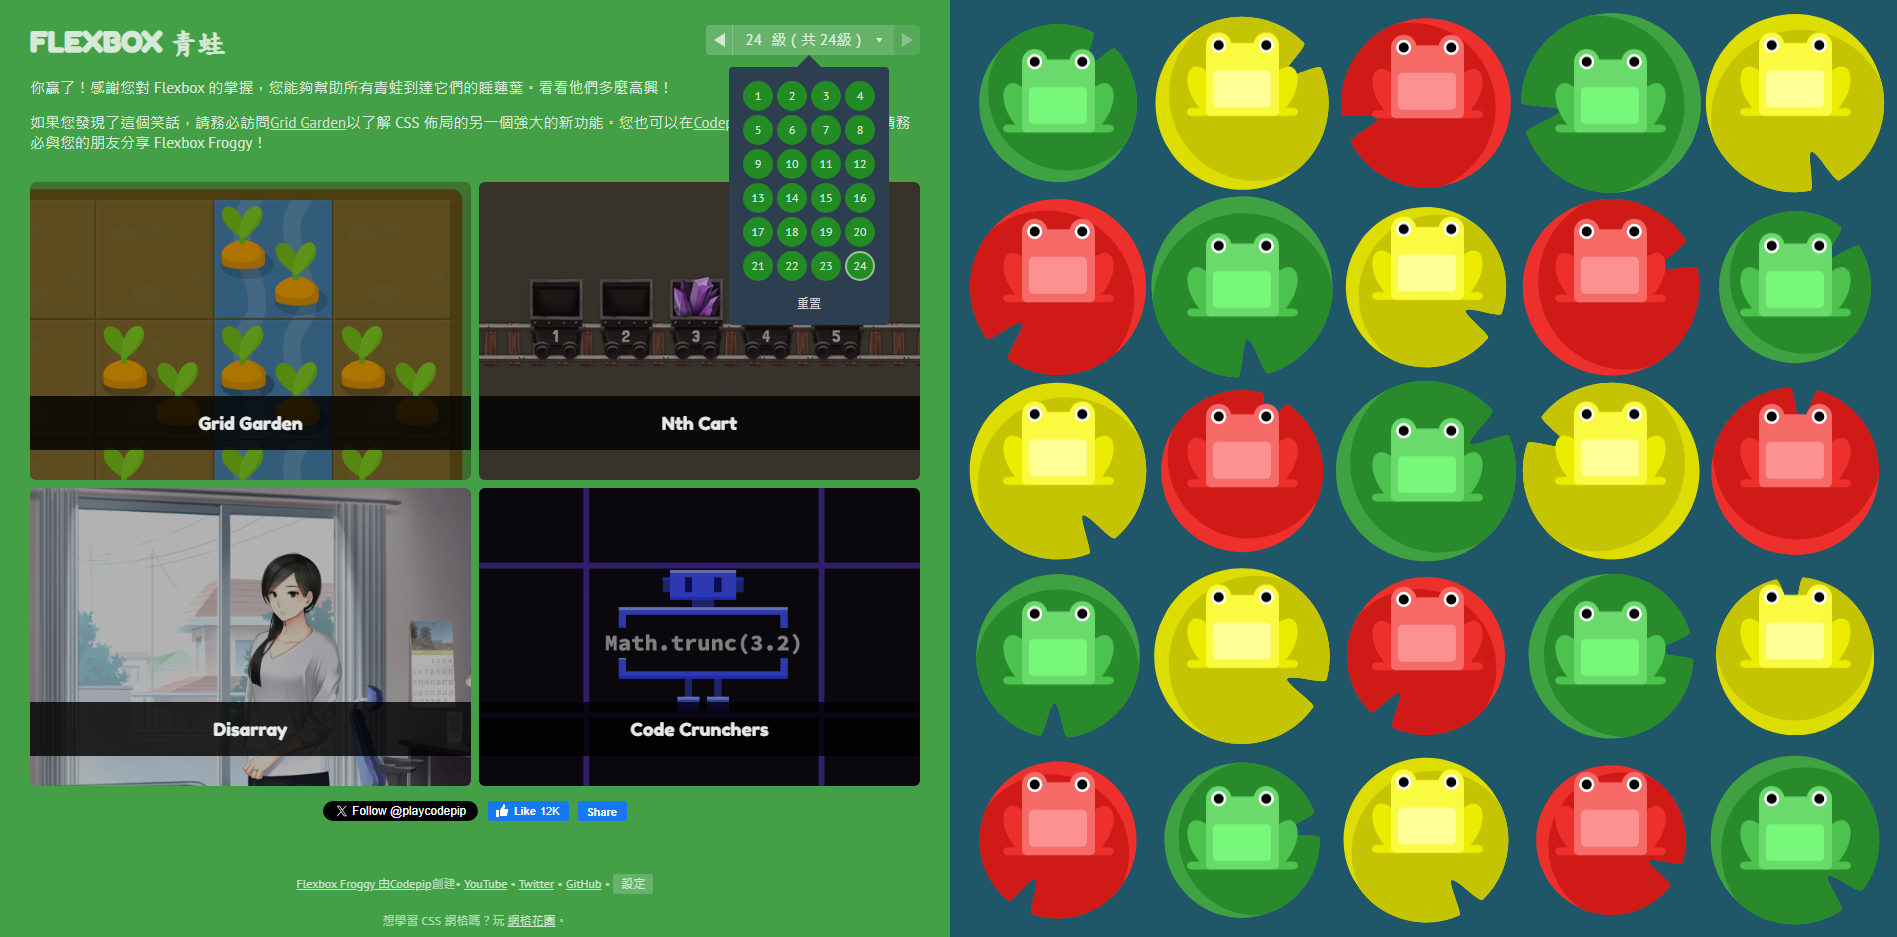 FLEXBOX 青蛙
24 級 ( 共 24級 )
你贏了！感謝您對 Flexbox 的掌握，您能夠幫助所有青蛙到達它們的睡蓮葉。看看他們多麼高興！
如果您發現了這個笑話，請務必訪問Grid Garden以了解 CSS 佈局的另一個強大的新功能。您也可以在Codep
務
必與您的朋友分享 Flexbox Froggy！
1 2 3 4
5 6 7 8
9 10 11 12
13 14 15 16
17 18 19 20
21 22 23 24
重置
1 2 3 4 5
Grid Garden
Nth Cart
Math.trunc(3.2)
Disarray
Code Crunchers
Follow @playcodepip
Like 12K
Share
Flexbox Froggy 由Codepip創建• YouTube • Twitter • GitHub • 設定
想學習 CSS 網格嗎？玩 網格花園。